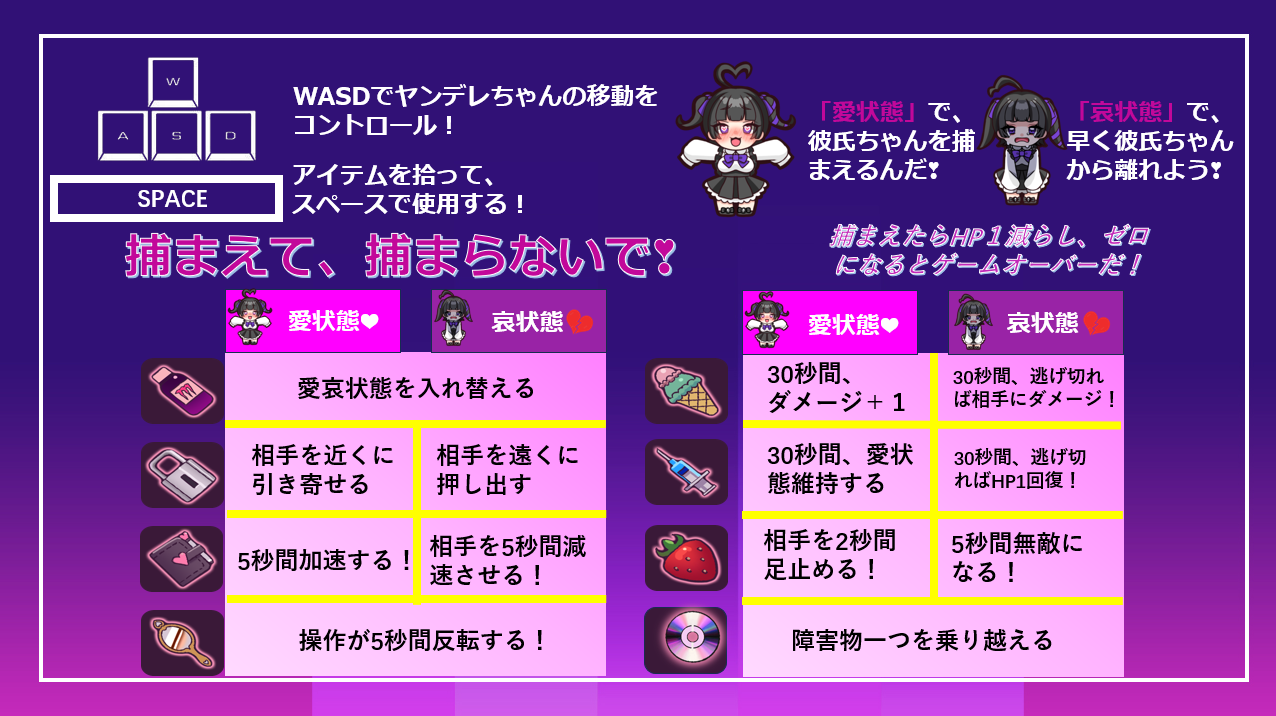 W
A S D
SPACE
WASDでヤンデレちゃんの移動を
コントロール！
アイテムを拾って、
スペースで使用する！
「愛状態」で、
彼氏ちゃんを捕
まえるんだ❣
「哀状態」で、
早く彼氏ちゃん
から離れよう❣
捕まえて、捕まらないで❣
捕まえたらHP１減らし、ゼロ
になるとゲームオーバーだ！
愛状態❤
哀状態💔
愛哀状態を入れ替える
相手を近くに
引き寄せる
相手を遠くに
押し出す
5秒間加速する！
相手を5秒間減
速させる！
操作が5秒間反転する！
愛状態❤
哀状態💔
30秒間、
ダメージ＋１
30秒間、逃げ切れ
ば相手にダメージ！
30秒間、愛状
態維持する
30秒間、逃げ切
ればHP1回復！
相手を2秒間
足止める！
5秒間無敵に
なる！
障害物一つを乗り越える